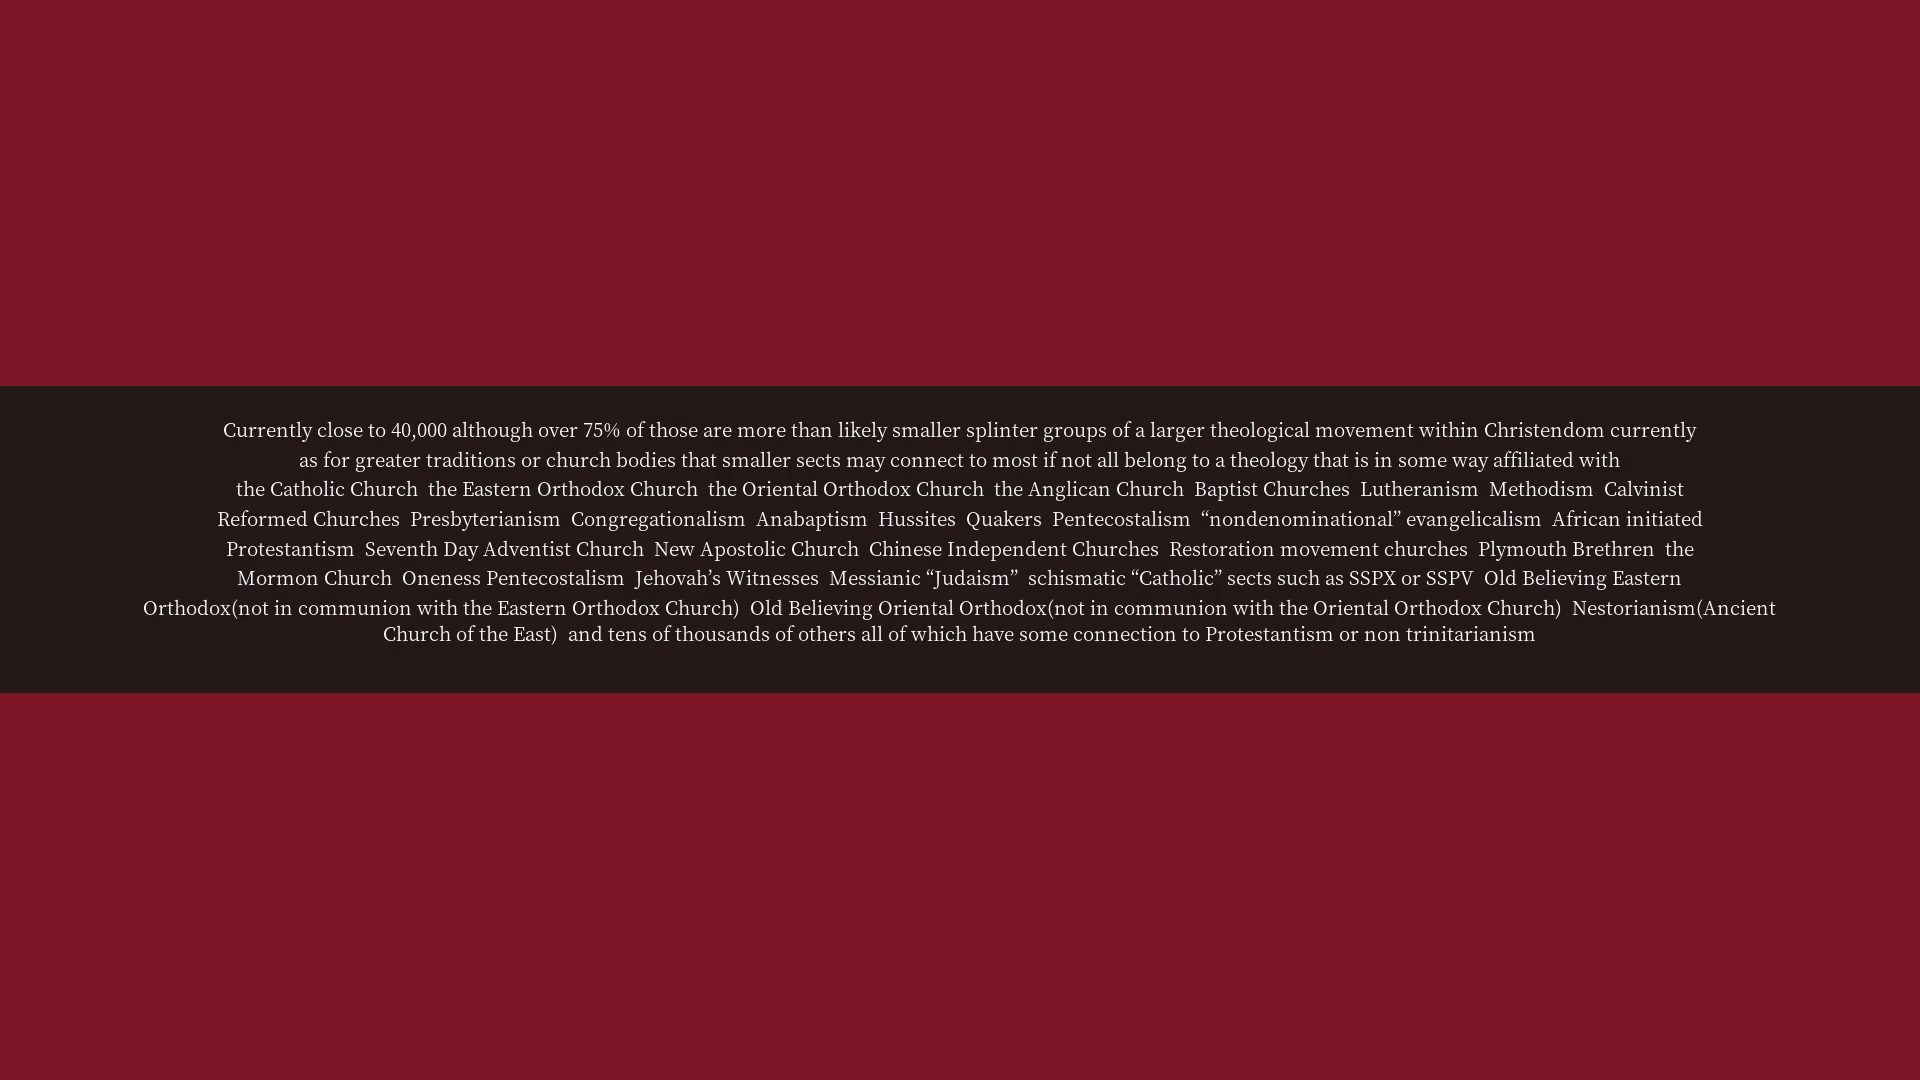 Currently close to 40,000 although over 75% of those are more than likely smaller splinter groups of a larger theological movement within Christendom currently
as for greater traditions or church bodies that smaller sects may connect to most if not all belong to a theology that is in some way affiliated with
the Catholic Church  the Eastern Orthodox Church  the Oriental Orthodox Church  the Anglican Church  Baptist Churches  Lutheranism  Methodism  Calvinist
Reformed Churches  Presbyterianism  Congregationalism  Anabaptism  Hussites  Quakers  Pentecostalism  “nondenominational” evangelicalism  African initiated
Protestantism  Seventh Day Adventist Church  New Apostolic Church  Chinese Independent Churches  Restoration movement churches  Plymouth Brethren  the
Mormon Church  Oneness Pentecostalism  Jehovah’s Witnesses  Messianic “Judaism”  schismatic “Catholic” sects such as SSPX or SSPV  Old Believing Eastern
Orthodox(not in communion with the Eastern Orthodox Church)  Old Believing Oriental Orthodox(not in communion with the Oriental Orthodox Church)  Nestorianism(Ancient
Church of the East)  and tens of thousands of others all of which have some connection to Protestantism or non trinitarianism